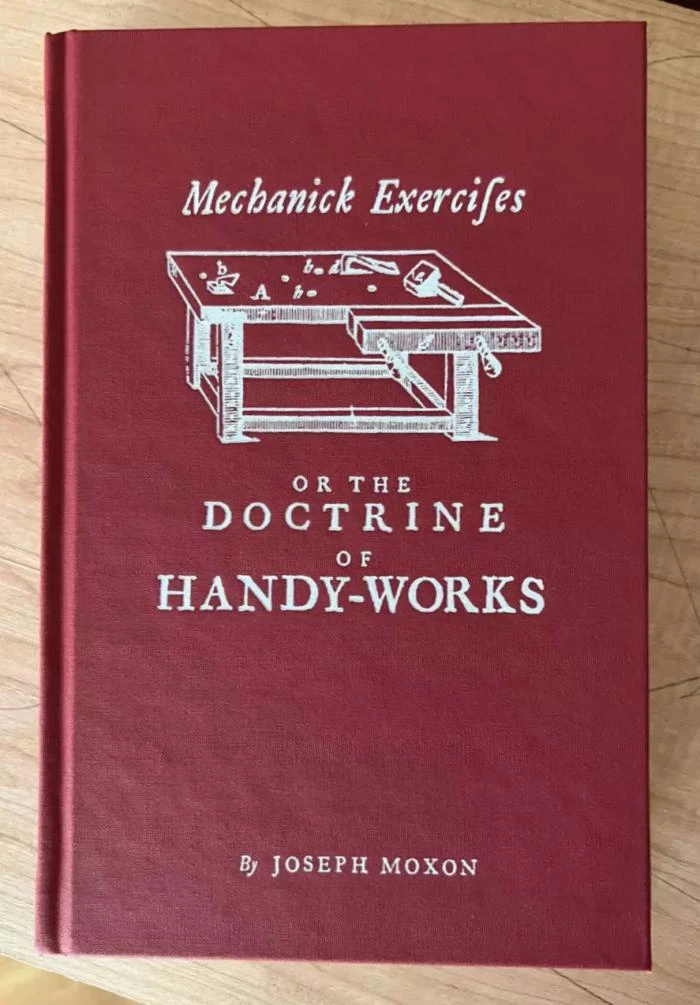 Mechanick Exerciſes
b b d
A h
OR THE
DOCTRINE
OF
HANDY-WORKS
By JOSEPH MOXON